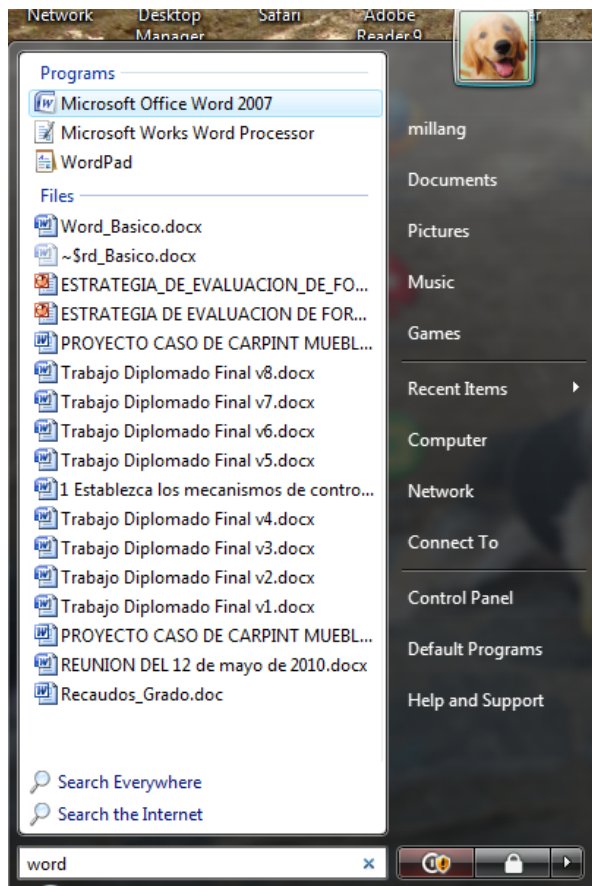 Network Desktop Safari Adobe
Manager Reader 9
Programs
Microsoft Office Word 2007
Microsoft Works Word Processor
WordPad
Files
Word_Basico.docx
~$rd_Basico.docx
ESTRATEGIA_DE_EVALUACION_DE_FO...
ESTRATEGIA DE EVALUACION DE FOR...
PROYECTO CASO DE CARPINT MUEBL...
Trabajo Diplomado Final v8.docx
Trabajo Diplomado Final v7.docx
Trabajo Diplomado Final v6.docx
Trabajo Diplomado Final v5.docx
1 Establezca los mecanismos de contro...
Trabajo Diplomado Final v4.docx
Trabajo Diplomado Final v3.docx
Trabajo Diplomado Final v2.docx
Trabajo Diplomado Final v1.docx
PROYECTO CASO DE CARPINT MUEBL...
REUNION DEL 12 de mayo de 2010.docx
Recaudos_Grado.doc
Search Everywhere
Search the Internet
word
millang
Documents
Pictures
Music
Games
Recent Items
Computer
Network
Connect To
Control Panel
Default Programs
Help and Support